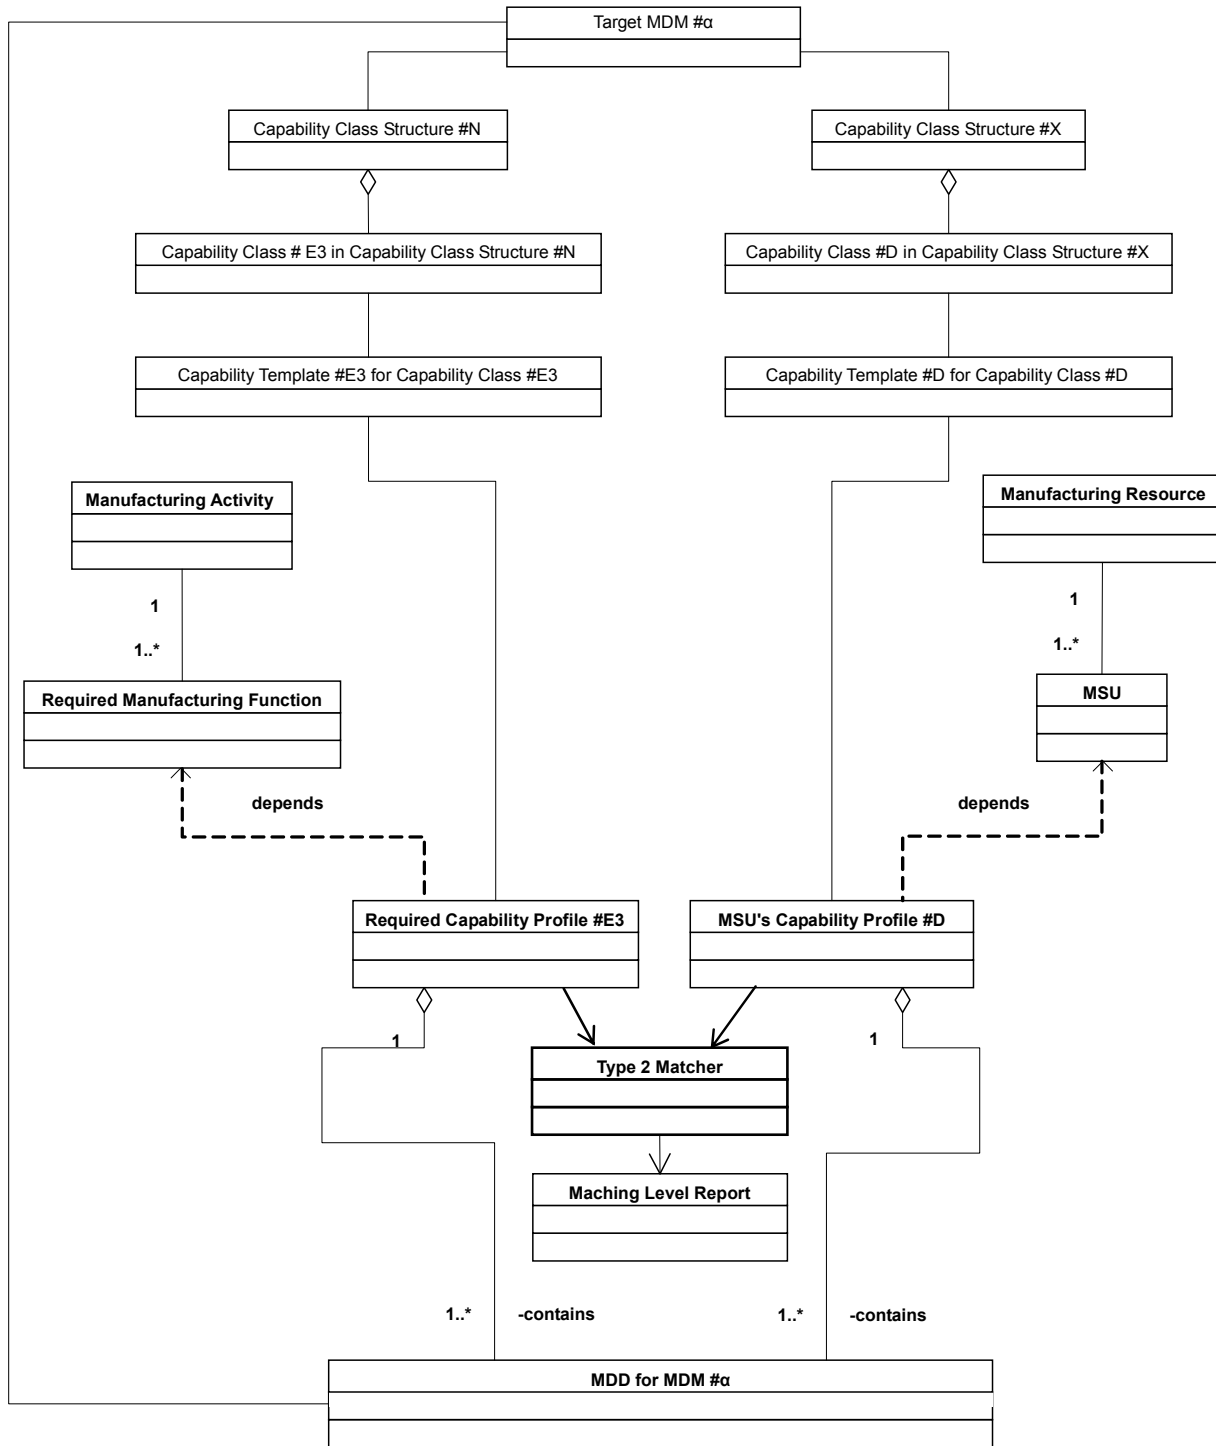 Target MDM #α
Capability Class Structure #N
Capability Class Structure #X
Capability Class # E3 in Capability Class Structure #N
Capability Class #D in Capability Class Structure #X
Capability Template #E3 for Capability Class #E3
Capability Template #D for Capability Class #D
Manufacturing Activity
Manufacturing Resource
1
1
1..*
1..*
Required Manufacturing Function
MSU
depends
depends
Required Capability Profile #E3
MSU's Capability Profile #D
1
1
Type 2 Matcher
Maching Level Report
1..*
-contains
1..*
-contains
MDD for MDM #α